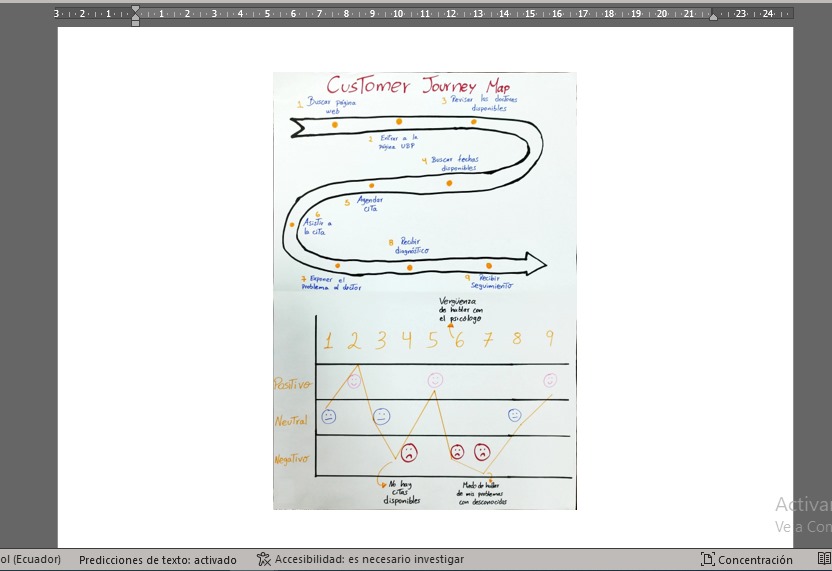 3 2 1 1 2 3 4 5 6 7 8 9 10 11 12 13 14 15 16 17 18 19 20 21 23 24
Customer Journey Map
1 Buscar página
web
3 Revisar los doctores
disponibles
2 Entrar a la
página UBP
4 Buscar fechas
disponibles
5 Agendar
cita
6
Asistir a
la cita
8 Recibir
diagnóstico
7 Exponer el
problema al doctor
9 Recibir
seguimiento
Vergüenza
de hablar con
el psicólogo
1 2 3 4 5 6 7 8 9
Positivo
Neutral
Negativo
No hay
citas
disponibles
Miedo de hablar
de mis problemas
con desconocidos
Activar
Ve a Con
ol (Ecuador) Predicciones de texto: activado Accesibilidad: es necesario investigar Concentración